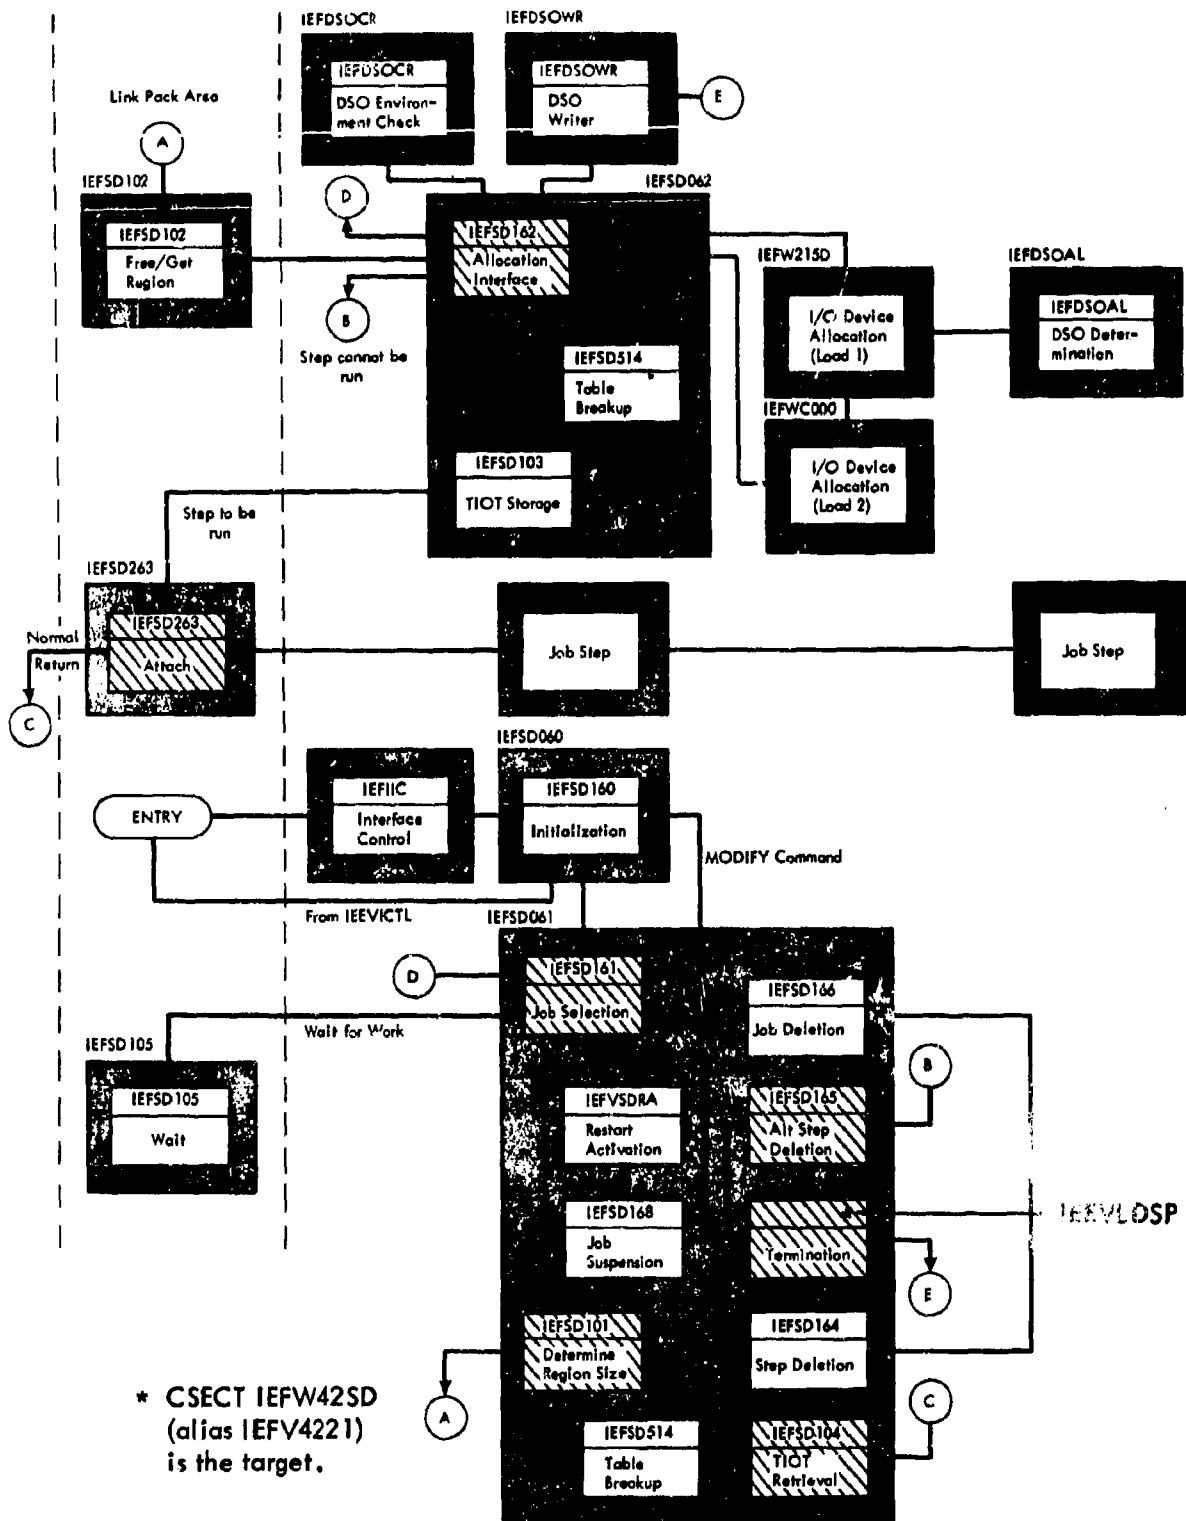 IEFDSOCR
IEFDSOWR
IEFDSOCR
DSO Environ-
ment Check
IEFDSOWR
DSO
Writer
E
Link Pack Area
A
IEFSD102
IEFSD102
Free/Get
Region
D
B
Step cannot be
run
IEFSD062
IEFSD162
Allocation
Interface
IEFSD514
Table
Breakup
IEFSD103
TIOT Storage
IEFW215D
I/O Device
Allocation
(Load 1)
IEFDSOAL
IEFDSOAL
DSO Deter-
mination
IEFWC000
I/O Device
Allocation
(Load 2)
Step to be
run
IEFSD263
IEFSD263
Attach
Normal
Return
C
Job Step
Job Step
IEFSD060
IEFIIC
Interface
Control
IEFSD160
Initialization
ENTRY
MODIFY Command
From IEEVICTL
IEFSD061
D
IEFSD161
Job Selection
IEFSD166
Job Deletion
Wait for Work
IEFSD105
IEFSD105
Wait
IEFVSDRA
Restart
Activation
IEFSD165
Alt Step
Deletion
B
IEFSD168
Job
Suspension
*
Termination
IEEVLDSP
E
IEFSD101
Determine
Region Size
IEFSD164
Step Deletion
A
C
IEFSD514
Table
Breakup
IEFSD104
TIOT
Retrieval
* CSECT IEFW42SD
(alias IEFV4221)
is the target.